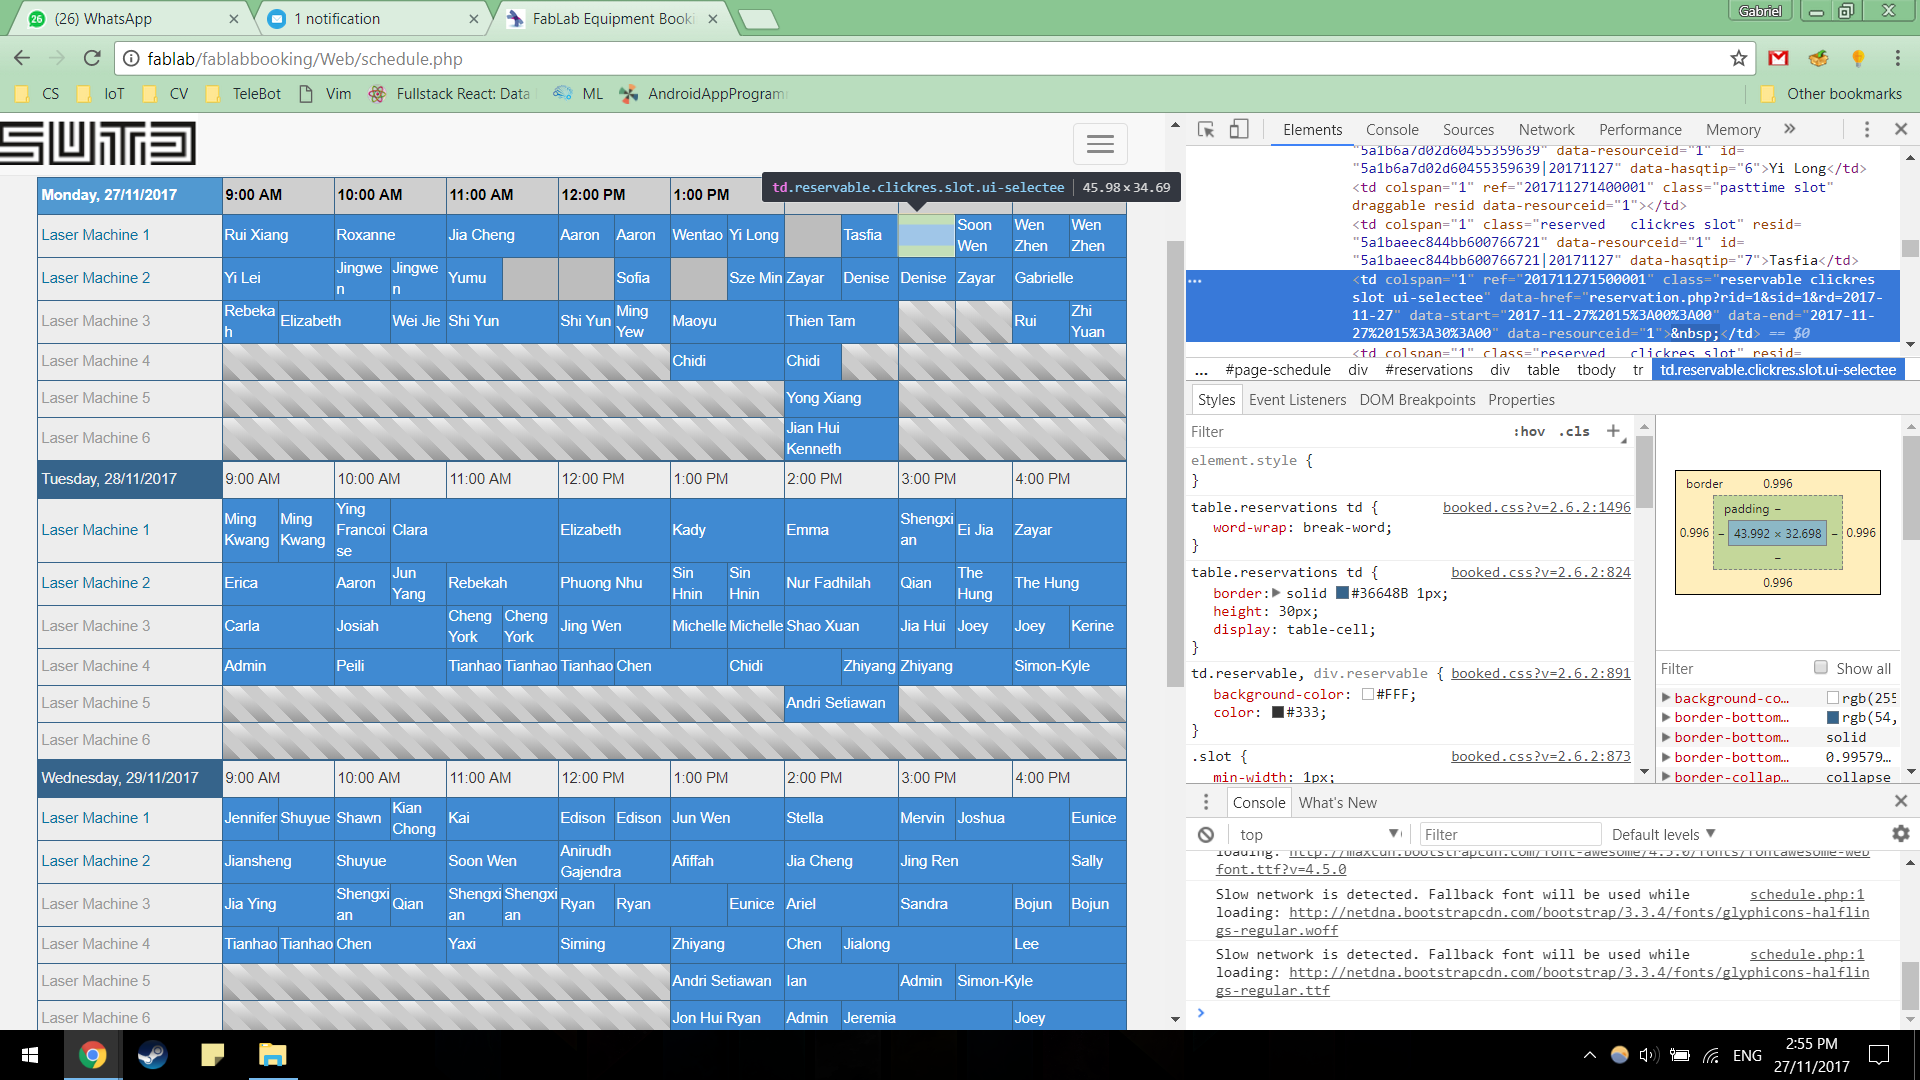 (26) WhatsApp
1 notification
FabLab Equipment Booki
Gabriel
fablab/fablabbooking/Web/schedule.php
CS IoT CV TeleBot Vim Fullstack React: Data ML AndroidAppProgram Other bookmarks
SUTD
Monday, 27/11/2017 9:00 AM 10:00 AM 11:00 AM 12:00 PM 1:00 PM
td.reservable.clickres.slot.ui-selectee 45.98 × 34.69
Laser Machine 1 Rui Xiang Roxanne Jia Cheng Aaron Aaron Wentao Yi Long Tasfia Soon Wen Wen Zhen Wen Zhen
Laser Machine 2 Yi Lei Jingwen Jingwen Yumu Sofia Sze Min Zayar Denise Denise Zayar Gabrielle
Laser Machine 3 Rebekah Elizabeth Wei Jie Shi Yun Shi Yun Ming Yew Maoyu Thien Tam Rui Zhi Yuan
Laser Machine 4 Chidi Chidi
Laser Machine 5 Yong Xiang
Laser Machine 6 Jian Hui Kenneth
Tuesday, 28/11/2017 9:00 AM 10:00 AM 11:00 AM 12:00 PM 1:00 PM 2:00 PM 3:00 PM 4:00 PM
Laser Machine 1 Ming Kwang Ming Kwang Ying Francoise Clara Elizabeth Kady Emma Shengxian Ei Jia Zayar
Laser Machine 2 Erica Aaron Jun Yang Rebekah Phuong Nhu Sin Hnin Sin Hnin Nur Fadhilah Qian The Hung The Hung
Laser Machine 3 Carla Josiah Cheng York Cheng York Jing Wen Michelle Michelle Shao Xuan Jia Hui Joey Joey Kerine
Laser Machine 4 Admin Peili Tianhao Tianhao Tianhao Chen Chidi Zhiyang Zhiyang Simon-Kyle
Laser Machine 5 Andri Setiawan
Laser Machine 6
Wednesday, 29/11/2017 9:00 AM 10:00 AM 11:00 AM 12:00 PM 1:00 PM 2:00 PM 3:00 PM 4:00 PM
Laser Machine 1 Jennifer Shuyue Shawn Kian Chong Kai Edison Edison Jun Wen Stella Mervin Joshua Eunice
Laser Machine 2 Jiansheng Shuyue Soon Wen Anirudh Gajendra Afiffah Jia Cheng Jing Ren Sally
Laser Machine 3 Jia Ying Shengxian Qian Shengxian Shengxian Ryan Ryan Eunice Ariel Sandra Bojun Bojun
Laser Machine 4 Tianhao Tianhao Chen Yaxi Siming Zhiyang Chen Jialong Lee
Laser Machine 5 Andri Setiawan Ian Admin Simon-Kyle
Laser Machine 6 Jon Hui Ryan Admin Jeremia Joey
Elements Console Sources Network Performance Memory »
"5a1b6a7d02d60455359639" data-resourceid="1" id=
"5a1b6a7d02d60455359639|20171127" data-hasqtip="6">Yi Long</td>
<td colspan="1" ref="201711271400001" class="pasttime slot"
draggable resid data-resourceid="1"></td>
<td colspan="1" class="reserved clickres slot" resid=
"5a1baeec844bb600766721" data-resourceid="1" id=
"5a1baeec844bb600766721|20171127" data-hasqtip="7">Tasfia</td>
... <td colspan="1" ref="201711271500001" class="reservable clickres
slot ui-selectee" data-href="reservation.php?rid=1&sid=1&rd=2017-
11-27" data-start="2017-11-27%2015%3A00%3A00" data-end="2017-11-
27%2015%3A30%3A00" data-resourceid="1">&nbsp;</td> == $0
<td colspan="1" class="reserved clickres slot" resid=
... #page-schedule div #reservations div table tbody tr td.reservable.clickres.slot.ui-selectee
Styles Event Listeners DOM Breakpoints Properties
Filter :hov .cls +
element.style {
}
table.reservations td { booked.css?v=2.6.2:1496
word-wrap: break-word;
}
table.reservations td { booked.css?v=2.6.2:824
border: solid #36648B 1px;
height: 30px;
display: table-cell;
}
td.reservable, div.reservable { booked.css?v=2.6.2:891
background-color: #FFF;
color: #333;
}
.slot { booked.css?v=2.6.2:873
min-width: 1px;
border 0.996
padding –
0.996 – 43.992 × 32.698 – 0.996
–
0.996
Filter Show all
background-co… rgb(255
border-bottom… rgb(54,
border-bottom… solid
border-bottom… 0.99579…
border-collap… collapse
Console What's New
top Filter Default levels
loading: http://maxcdn.bootstrapcdn.com/font-awesome/4.5.0/fonts/fontawesome-web
font.ttf?v=4.5.0
Slow network is detected. Fallback font will be used while schedule.php:1
loading: http://netdna.bootstrapcdn.com/bootstrap/3.3.4/fonts/glyphicons-halflin
gs-regular.woff
Slow network is detected. Fallback font will be used while schedule.php:1
loading: http://netdna.bootstrapcdn.com/bootstrap/3.3.4/fonts/glyphicons-halflin
gs-regular.ttf
ENG
2:55 PM
27/11/2017